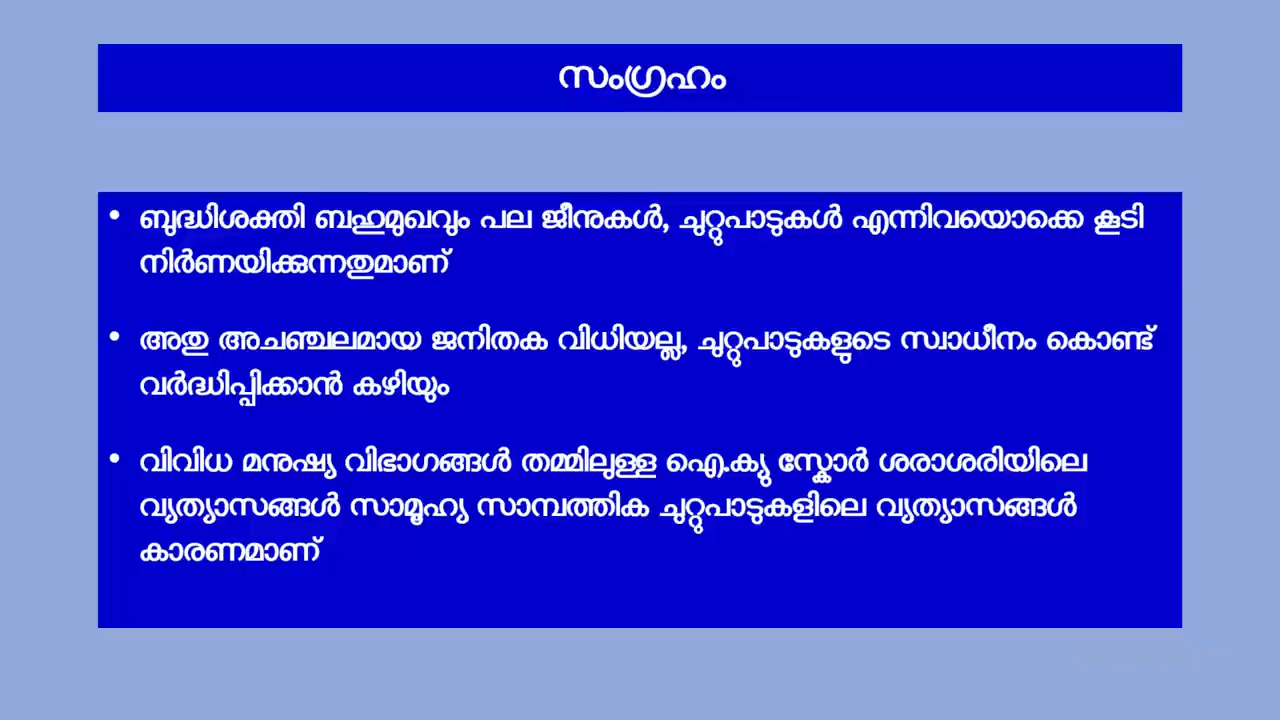 സംഗ്രഹം
• ബുദ്ധിശക്തി ബഹുമുഖവും പല ജീനുകൾ, ചുറ്റുപാടുകൾ എന്നിവയൊക്കെ കൂടി
നിർണയിക്കുന്നതുമാണ്
• അതു അചഞ്ചലമായ ജനിതക വിധിയല്ല, ചുറ്റുപാടുകളുടെ സ്വാധീനം കൊണ്ട്
വർദ്ധിപ്പിക്കാൻ കഴിയും
• വിവിധ മനുഷ്യ വിഭാഗങ്ങൾ തമ്മിലുള്ള ഐ.ക്യു സ്കോർ ശരാശരിയിലെ
വ്യത്യാസങ്ങൾ സാമൂഹ്യ സാമ്പത്തിക ചുറ്റുപാടുകളിലെ വ്യത്യാസങ്ങൾ
കാരണമാണ്